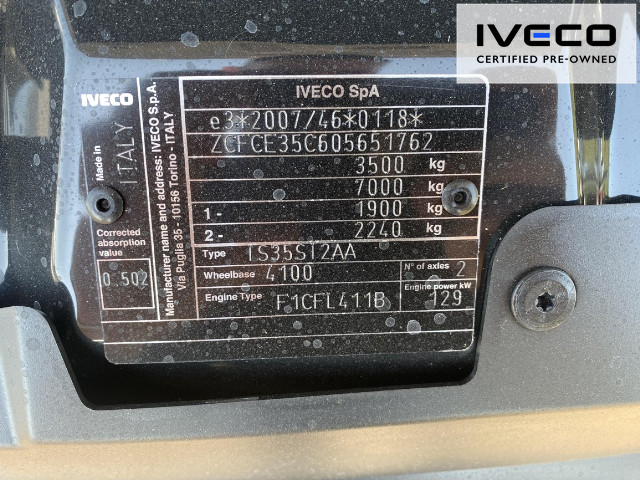 IVECO
CERTIFIED PRE-OWNED
IVECO
IVECO SpA
Made in
ITALY
Manufacturer name and address: IVECO S.p.A.
Via Puglia 35 - 10156 Torino - ITALY
Corrected
absorption
value
0.502
e3*2007/46*0118*
ZCFCE35C605651762
3500 kg
7000 kg
1- 1900 kg
2- 2240 kg
Type IS35SI2AA
Wheelbase 4100 N° of axles 2
Engine Type F1CFL411B Engine power kW 129